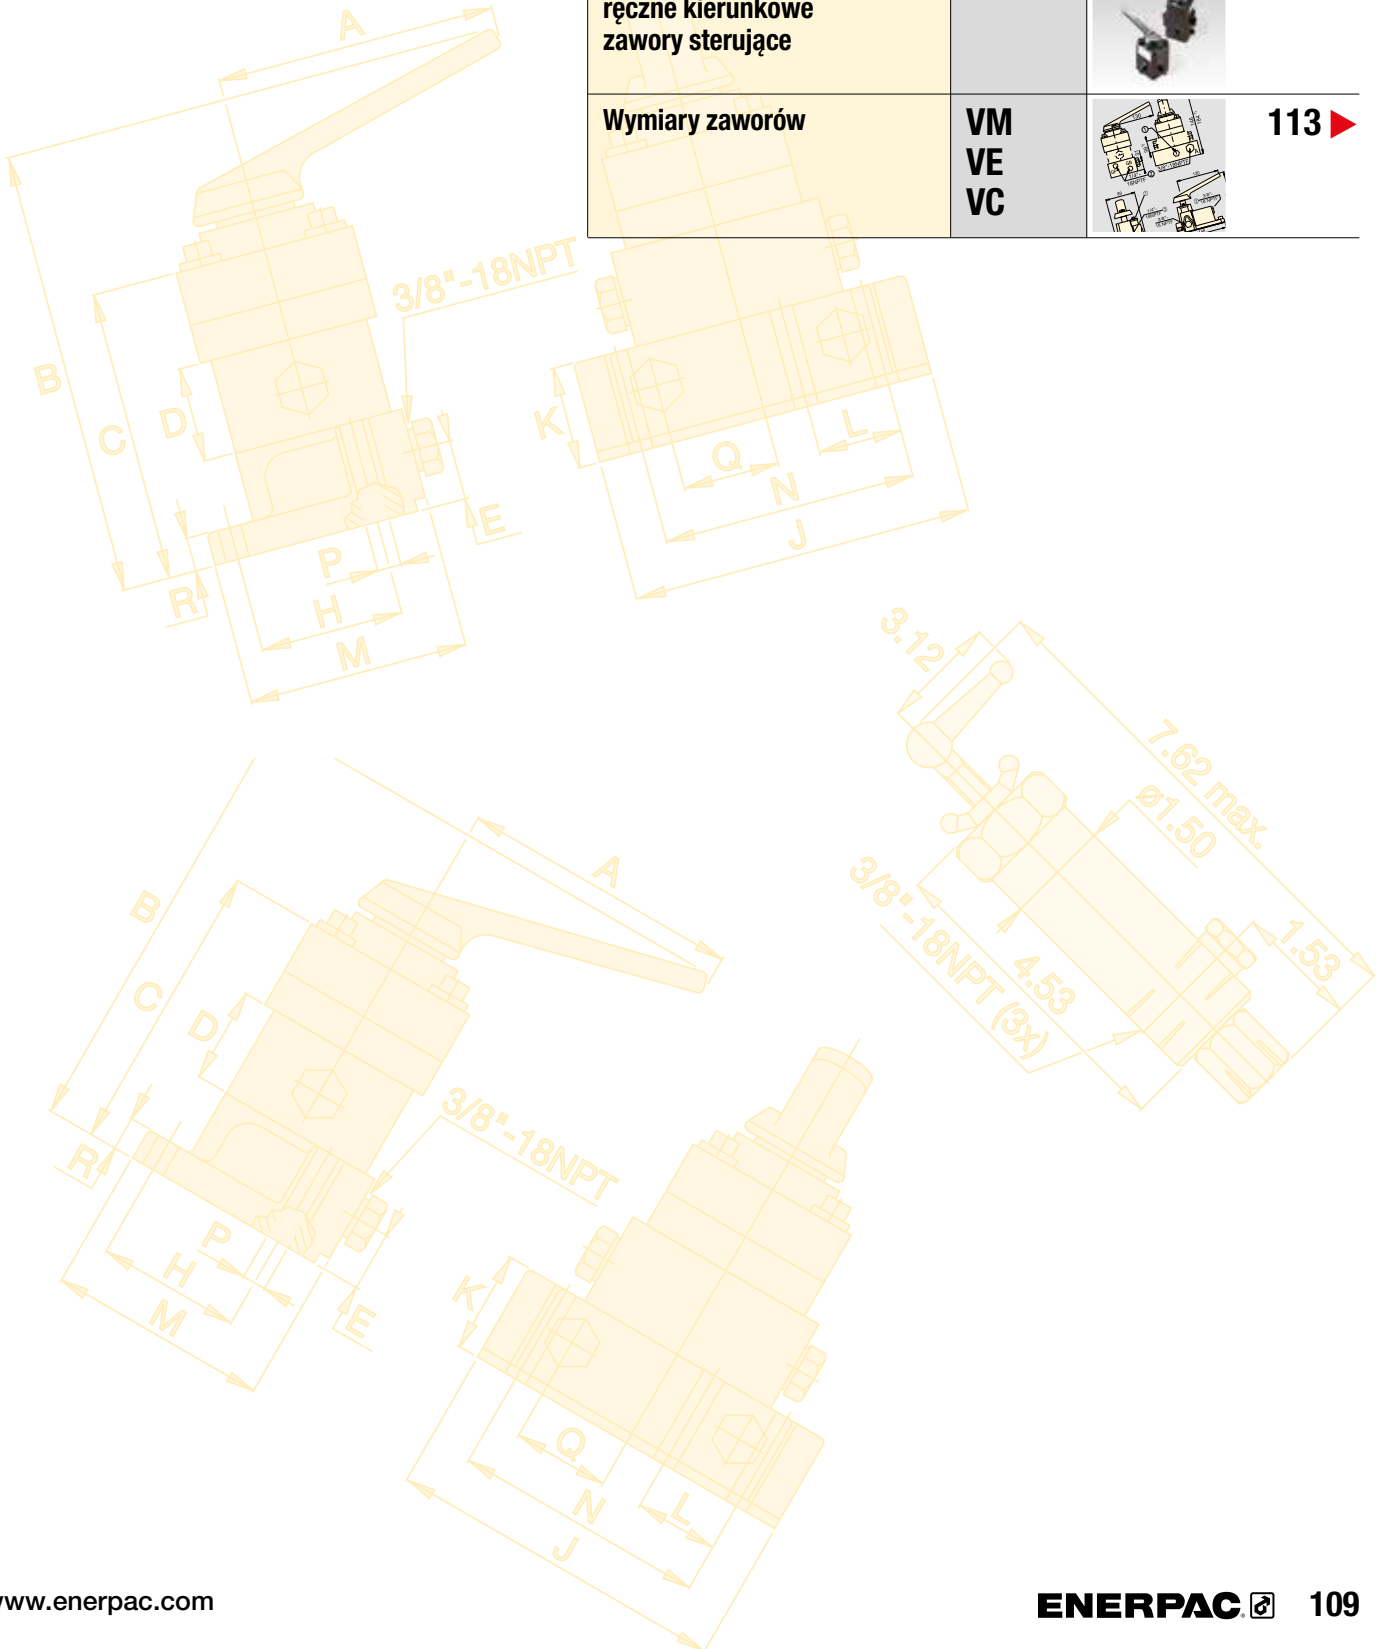 ręczne kierunkowe
zawory sterujące
Wymiary zaworów
VM
VE
VC
113
A
B
C
D
3/8"-18NPT
E
P
H
M
R
K
Q
L
N
J
3.12
7.62 max.
ø1.50
1.53
3/8"-18NPT (3x)
4.53
A
B
C
D
R
3/8"-18NPT
P
H
M
E
K
Q
N
L
J
www.enerpac.com
ENERPAC
109